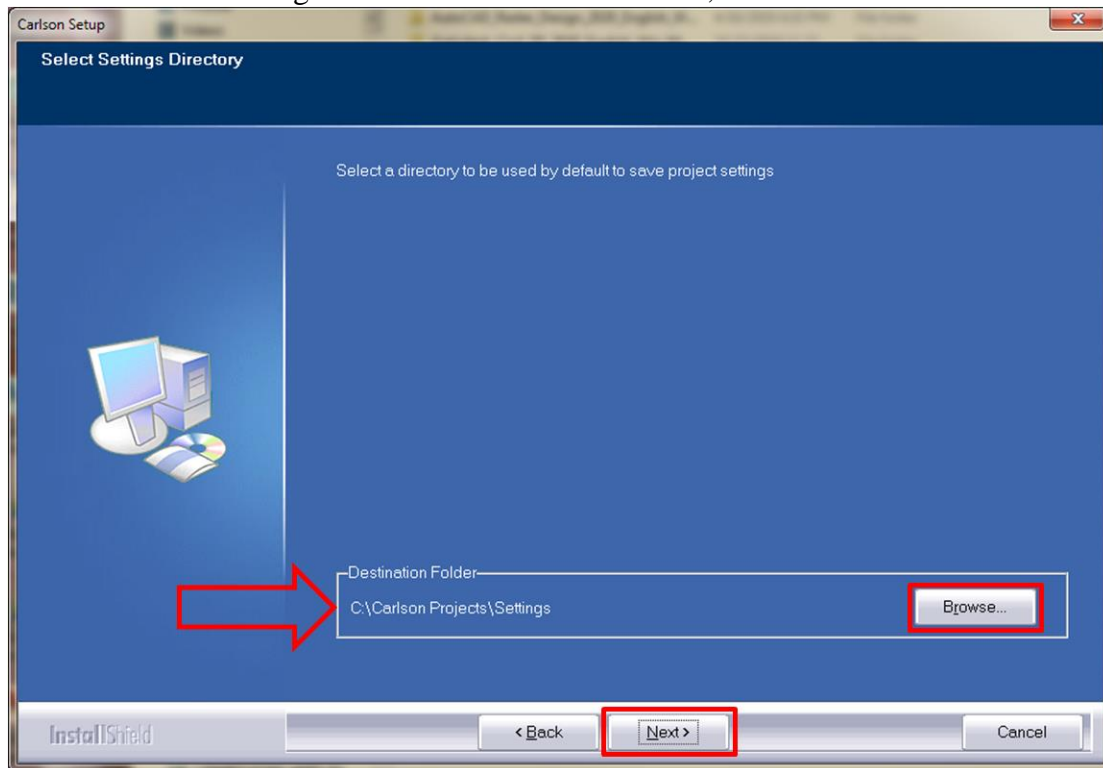 Carlson Setup
Select Settings Directory
Select a directory to be used by default to save project settings
Destination Folder
C:\Carlson Projects\Settings
Browse...
InstallShield
< Back
Next >
Cancel